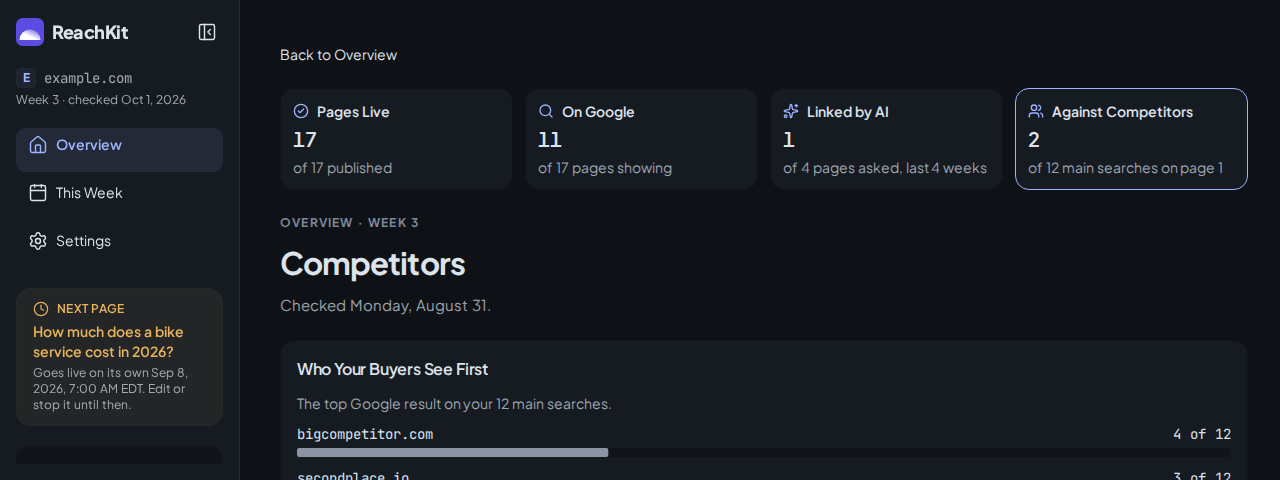 ReachKit
E example.com
Week 3 · checked Oct 1, 2026
Overview
This Week
Settings
NEXT PAGE
How much does a bike
service cost in 2026?
Goes live on its own Sep 8,
2026, 7:00 AM EDT. Edit or
stop it until then.
Back to Overview
Pages Live
17
of 17 published
On Google
11
of 17 pages showing
Linked by AI
1
of 4 pages asked, last 4 weeks
Against Competitors
2
of 12 main searches on page 1
OVERVIEW · WEEK 3
Competitors
Checked Monday, August 31.
Who Your Buyers See First
The top Google result on your 12 main searches.
bigcompetitor.com 4 of 12
secondplace.io 3 of 12